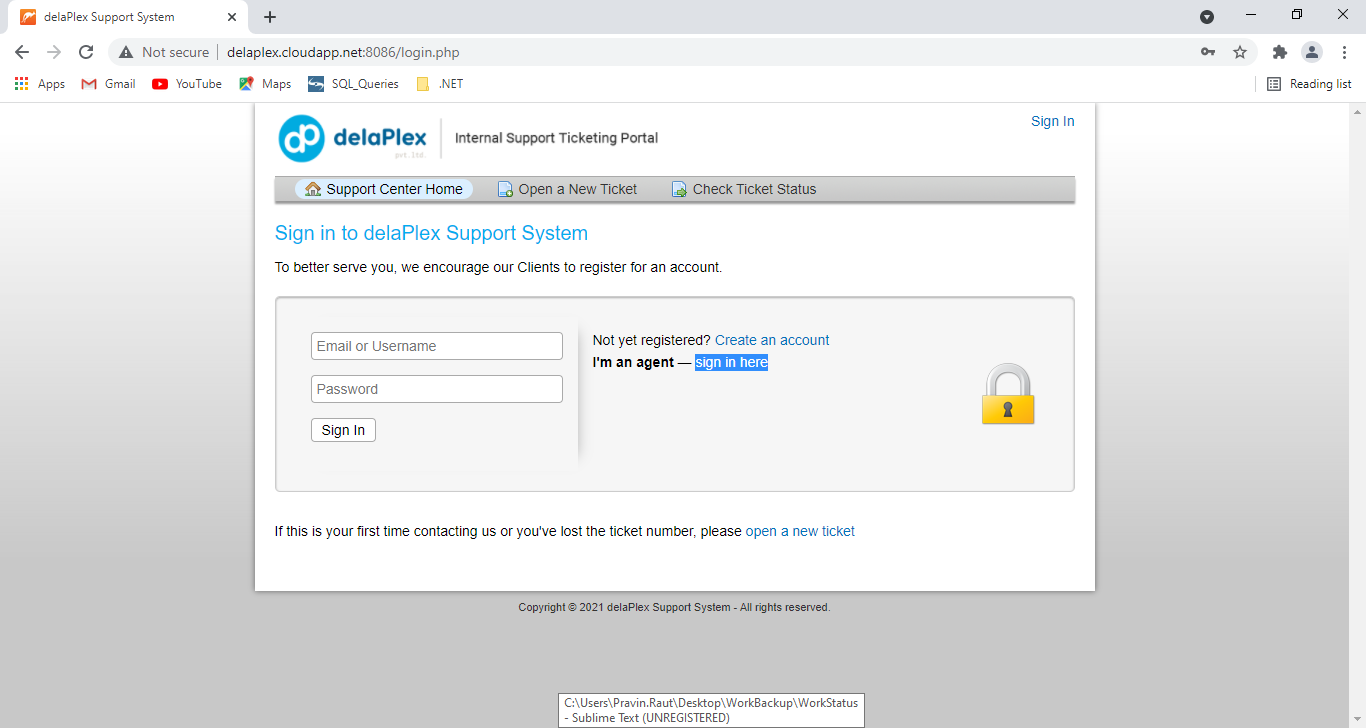 delaPlex Support System
Not secure | delaplex.cloudapp.net:8086/login.php
Apps Gmail YouTube Maps SQL_Queries .NET Reading list
Sign In
dp delaPlex Internal Support Ticketing Portal
pvt.ltd.
Support Center Home Open a New Ticket Check Ticket Status
Sign in to delaPlex Support System
To better serve you, we encourage our Clients to register for an account.
Email or Username
Password
Sign In
Not yet registered? Create an account
I'm an agent — sign in here
If this is your first time contacting us or you've lost the ticket number, please open a new ticket
Copyright © 2021 delaPlex Support System - All rights reserved.
C:\Users\Pravin.Raut\Desktop\WorkBackup\WorkStatus
- Sublime Text (UNREGISTERED)